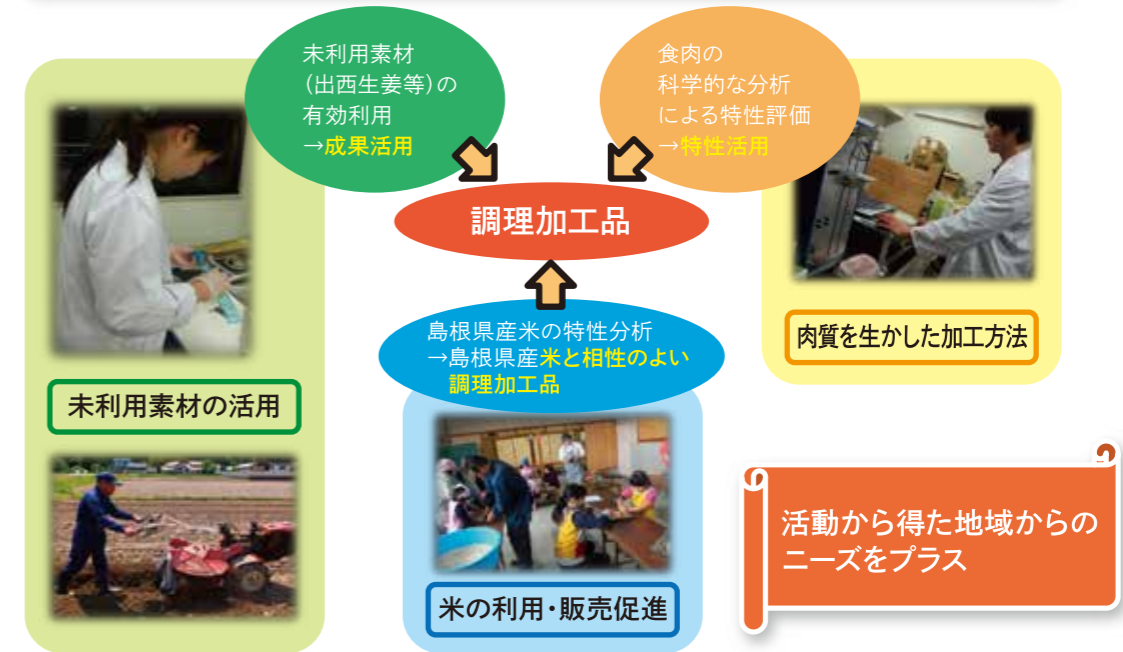 未利用素材
(出西生姜等)の
有効利用
→成果活用
食肉の
科学的な分析
による特性評価
→特性活用
調理加工品
島根県産米の特性分析
→島根県産米と相性のよい
調理加工品
肉質を生かした加工方法
未利用素材の活用
米の利用・販売促進
活動から得た地域からの
ニーズをプラス